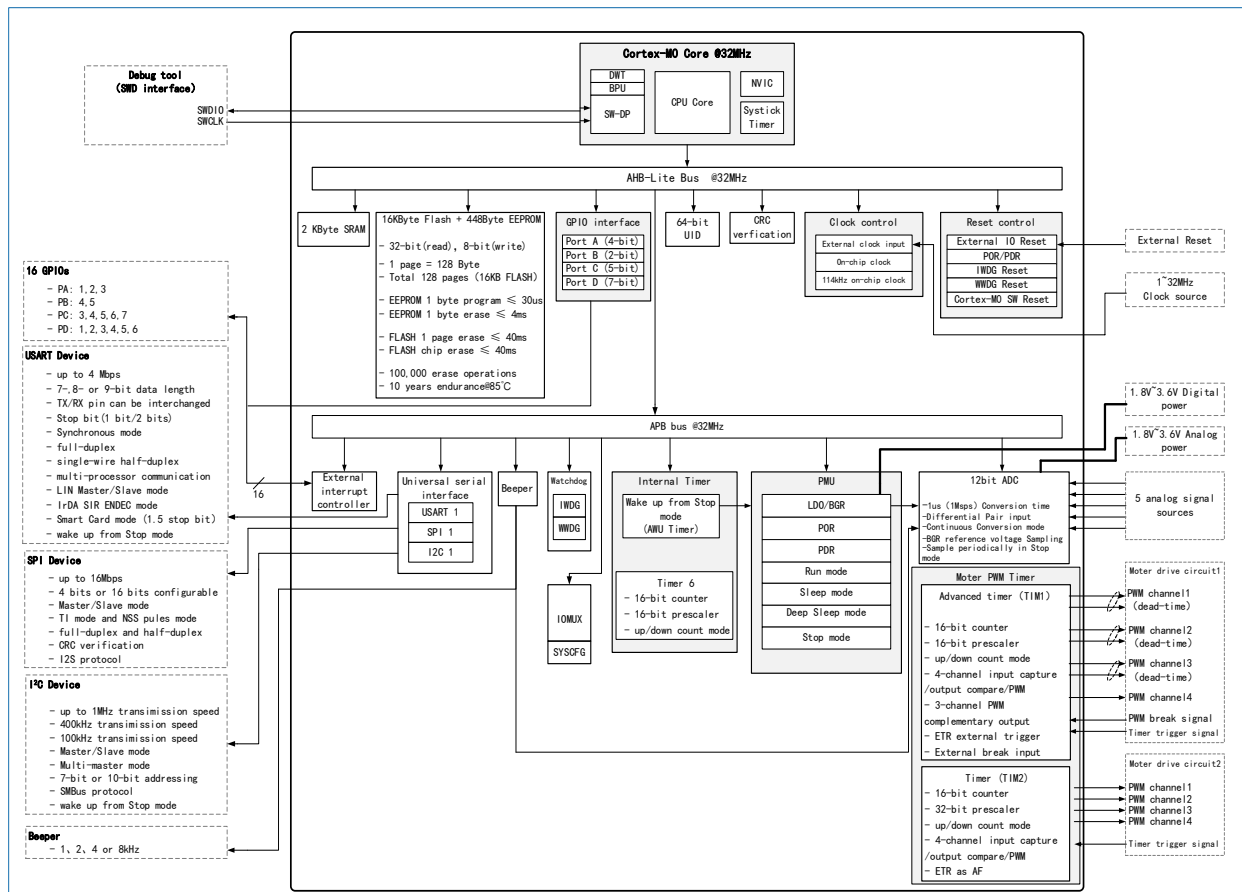 Cortex-M0 Core @32MHz
DWT
BPU
SW-DP
CPU Core
NVIC
Systick
Timer
Debug tool
(SWD interface)
SWDIO
SWCLK
AHB-Lite Bus @32MHz
2 KByte SRAM
16KByte Flash + 448Byte EEPROM
- 32-bit(read), 8-bit(write)
- 1 page = 128 Byte
- Total 128 pages (16KB FLASH)
- EEPROM 1 byte program ≤ 30us
- EEPROM 1 byte erase ≤ 4ms
- FLASH 1 page erase ≤ 40ms
- FLASH chip erase ≤ 40ms
- 100,000 erase operations
- 10 years endurance@85℃
GPIO interface
Port A (4-bit)
Port B (2-bit)
Port C (5-bit)
Port D (7-bit)
64-bit
UID
CRC
verfication
Clock control
External clock input
On-chip clock
114kHz on-chip clock
Reset control
External IO Reset
POR/PDR
IWDG Reset
WWDG Reset
Cortex-M0 SW Reset
External Reset
1~32MHz
Clock source
16 GPIOs
- PA: 1,2,3
- PB: 4,5
- PC: 3,4,5,6,7
- PD: 1,2,3,4,5,6
USART Device
- up to 4 Mbps
- 7-,8- or 9-bit data length
- TX/RX pin can be interchanged
- Stop bit(1 bit/2 bits)
- Synchronous mode
- full-duplex
- single-wire half-duplex
- multi-processor communication
- LIN Master/Slave mode
- IrDA SIR ENDEC mode
- Smart Card mode (1.5 stop bit)
- wake up from Stop mode
SPI Device
- up to 16Mbps
- 4 bits or 16 bits configurable
- Master/Slave mode
- TI mode and NSS pules mode
- full-duplex and half-duplex
- CRC verification
- I2S protocol
I²C Device
- up to 1MHz transimission speed
- 400kHz transimission speed
- 100kHz transimission speed
- Master/Slave mode
- Multi-master mode
- 7-bit or 10-bit addressing
- SMBus protocol
- wake up from Stop mode
Beeper
- 1、2、4 or 8kHz
APB bus @32MHz
16
External
interrupt
controller
Universal serial
interface
USART 1
SPI 1
I2C 1
Beeper
Watchdog
IWDG
WWDG
IOMUX
SYSCFG
Internal Timer
Wake up from Stop
mode
(AWU Timer)
Timer 6
- 16-bit counter
- 16-bit prescaler
- up/down count mode
PMU
LDO/BGR
POR
PDR
Run mode
Sleep mode
Deep Sleep mode
Stop mode
12bit ADC
-1us (1Msps) Conversion time
-Differential Pair input
-Continuous Conversion mode
-BGR reference voltage Sampling
-Sample periodically in Stop
mode
1.8V~3.6V Digital
power
1.8V~3.6V Analog
power
5 analog signal
sources
Moter PWM Timer
Advanced timer (TIM1)
- 16-bit counter
- 16-bit prescaler
- up/down count mode
- 4-channel input capture
/output compare/PWM
- 3-channel PWM
complementary output
- ETR external trigger
- External break input
Timer (TIM2)
- 16-bit counter
- 32-bit prescaler
- up/down count mode
- 4-channel input capture
/output compare/PWM
- ETR as AF
Moter drive circuit1
PWM channel1
(dead-time)
PWM channel2
(dead-time)
PWM channel3
(dead-time)
PWM channel4
PWM break signal
Timer trigger signal
Moter drive circuit2
PWM channel1
PWM channel2
PWM channel3
PWM channel4
Timer trigger signal